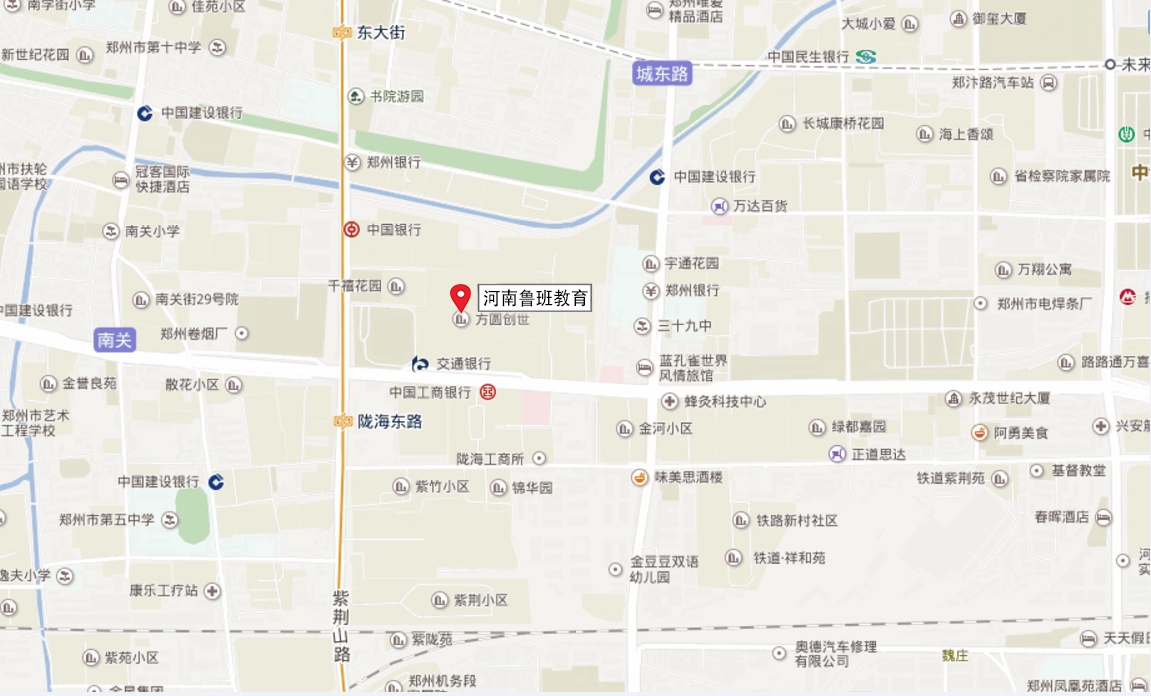 南学街小学
佳苑小区
东大街
郑州唯爱
精品酒店
大城小爱
御玺大厦
新世纪花园
郑州市第十中学
城东路
中国民生银行
未来
郑汴路汽车站
书院游园
中国建设银行
长城康桥花园
海上香颂
中
郑州银行
州市扶轮
国语学校
冠客国际
快捷酒店
中国建设银行
省检察院家属院
中
万达百货
南关小学
中国银行
宇通花园
万翔公寓
千禧花园
郑州银行
河南鲁班教育
南关街29号院
郑州市电焊条厂
中国建设银行
方圆创世
三十九中
南关
郑州卷烟厂
交通银行
蓝孔雀世界
风情旅馆
路路通万喜
金誉良苑
散花小区
中国工商银行
蜂灸科技中心
永茂世纪大厦
郑州市艺术
工程学校
陇海东路
金河小区
绿都嘉园
阿勇美食
兴安
陇海工商所
正道思达
基督教堂
中国建设银行
紫竹小区
锦华园
味美思酒楼
铁道紫荆苑
郑州市第五中学
铁路新村社区
春晖酒店
逸夫小学
康乐工疗站
金豆豆双语
幼儿园
铁道·祥和苑
河
实
紫荆山路
紫荆小区
紫陇苑
奥德汽车修理
有限公司
魏庄
天天假日
紫苑小区
郑州机务段
郑州凤凰苑酒店